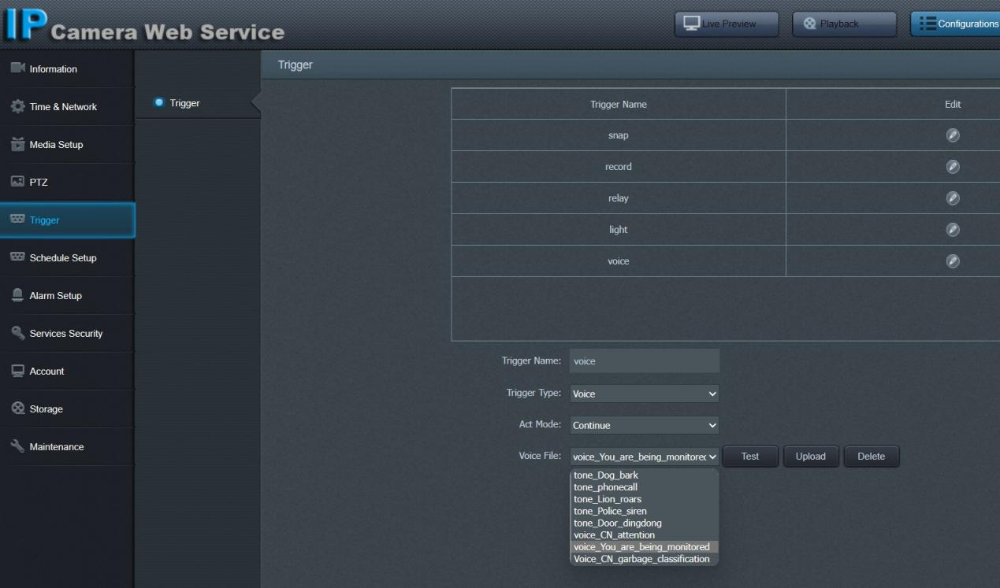 IP Camera Web Service
Live Preview
Playback
Configurations
Information
Time & Network
Media Setup
PTZ
Trigger
Schedule Setup
Alarm Setup
Services Security
Account
Storage
Maintenance
Trigger
Trigger
Trigger Name Edit
snap
record
relay
light
voice
Trigger Name: voice
Trigger Type: Voice
Act Mode: Continue
Voice File: voice_You_are_being_monitorec Test Upload Delete
tone_Dog_bark
tone_phonecall
tone_Lion_roars
tone_Police_siren
tone_Door_dingdong
voice_CN_attention
voice_You_are_being_monitored
Voice_CN_garbage_classification